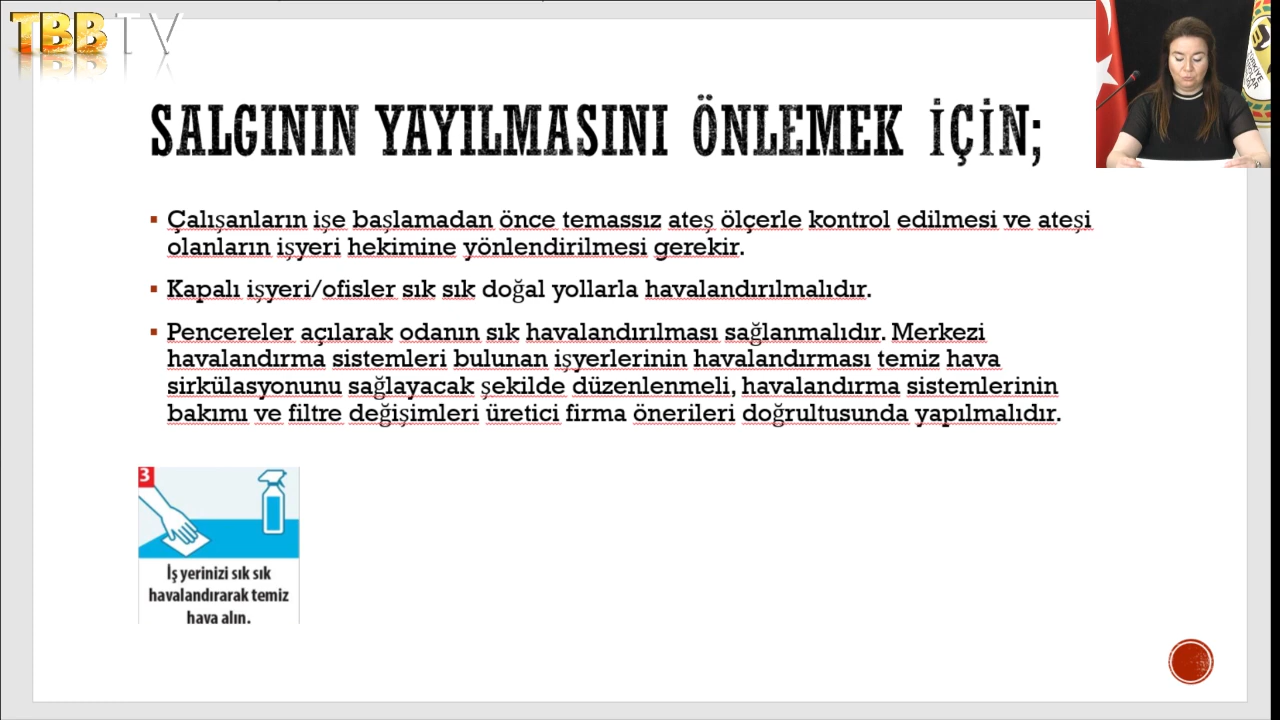 TBB TV
SALGININ YAYILMASINI ÖNLEMEK İÇİN;
Çalışanların işe başlamadan önce temassız ateş ölçerle kontrol edilmesi ve ateşi
olanların işyeri hekimine yönlendirilmesi gerekir.
Kapalı işyeri/ofisler sık sık doğal yollarla havalandırılmalıdır.
Pencereler açılarak odanın sık havalandırılması sağlanmalıdır. Merkezi
havalandırma sistemleri bulunan işyerlerinin havalandırması temiz hava
sirkülasyonunu sağlayacak şekilde düzenlenmeli, havalandırma sistemlerinin
bakımı ve filtre değişimleri üretici firma önerileri doğrultusunda yapılmalıdır.
3
İş yerinizi sık sık
havalandırarak temiz
hava alın.